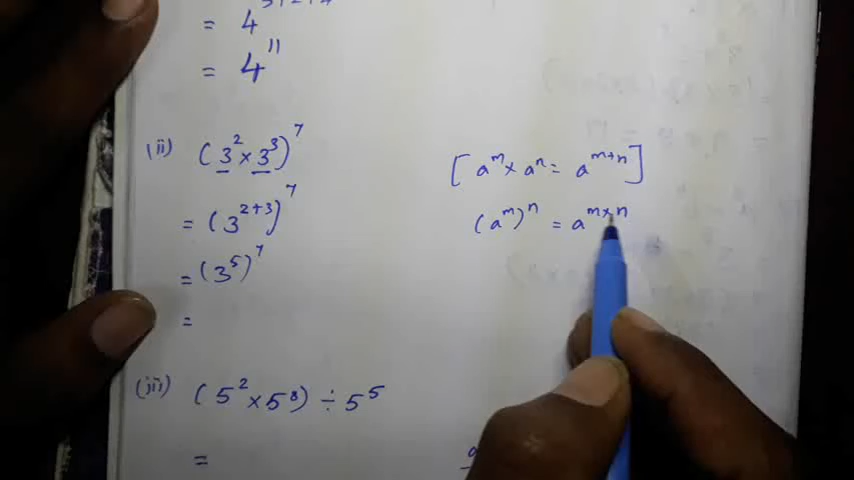 = 4
= 4¹¹
(ii) (3² × 3³)⁷ [aᵐ × aⁿ = aᵐ⁺ⁿ]
= (3²⁺³)⁷ (aᵐ)ⁿ = aᵐˣⁿ
= (3⁵)⁷
=
(iii) (5² × 5⁸) ÷ 5⁵
=